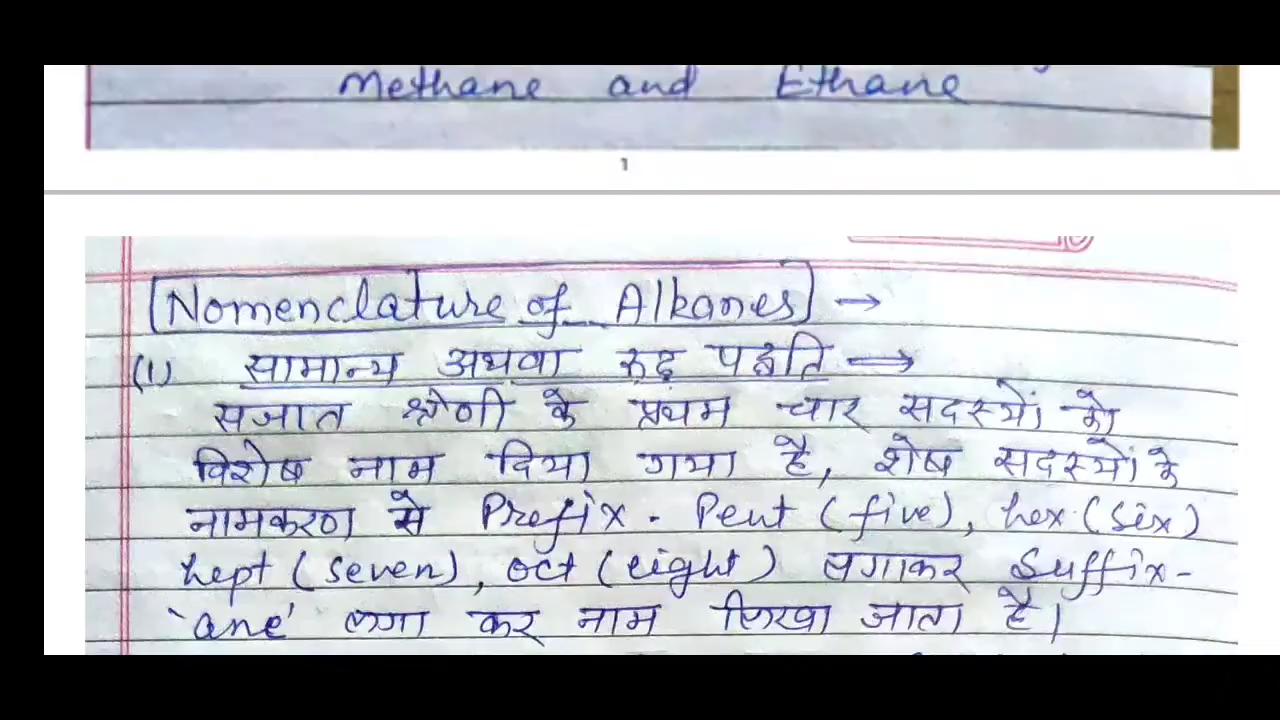 Methane and Ethane
1
Nomenclature of Alkanes →
(1) सामान्य अथवा रूढ़ पद्धति →
सजात श्रेणी के प्रथम चार सदस्यों को
विशेष नाम दिया गया है, शेष सदस्यों के
नामकरण से Prefix - Pent (five), hex (six)
hept (seven), oct (eight) लगाकर Suffix -
'ane' लगा कर नाम लिखा जाता है।